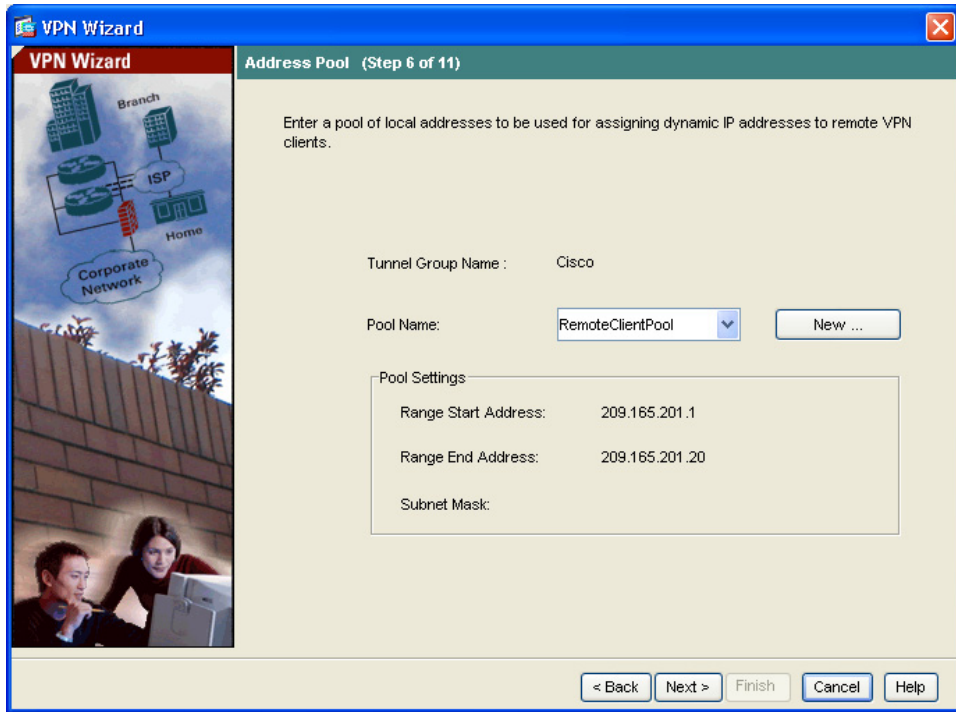 VPN Wizard
VPN Wizard
Branch
ISP
Home
Corporate
Network
Address Pool (Step 6 of 11)
Enter a pool of local addresses to be used for assigning dynamic IP addresses to remote VPN
clients.
Tunnel Group Name : Cisco
Pool Name: RemoteClientPool New ...
Pool Settings
Range Start Address: 209.165.201.1
Range End Address: 209.165.201.20
Subnet Mask:
< Back Next > Finish Cancel Help